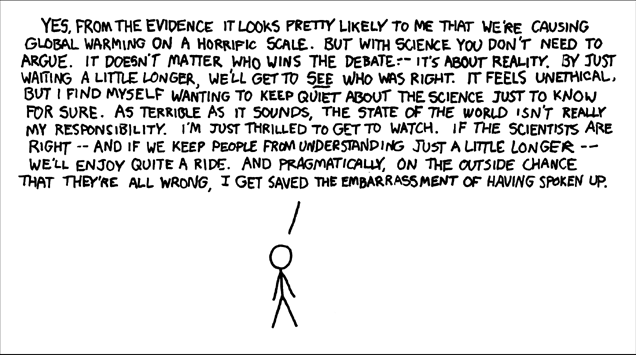 YES, FROM THE EVIDENCE IT LOOKS PRETTY LIKELY TO ME THAT WE'RE CAUSING
GLOBAL WARMING ON A HORRIFIC SCALE. BUT WITH SCIENCE YOU DON'T NEED TO
ARGUE. IT DOESN'T MATTER WHO WINS THE DEBATE -- IT'S ABOUT REALITY. BY JUST
WAITING A LITTLE LONGER, WE'LL GET TO SEE WHO WAS RIGHT. IT FEELS UNETHICAL,
BUT I FIND MYSELF WANTING TO KEEP QUIET ABOUT THE SCIENCE JUST TO KNOW
FOR SURE. AS TERRIBLE AS IT SOUNDS, THE STATE OF THE WORLD ISN'T REALLY
MY RESPONSIBILITY. I'M JUST THRILLED TO GET TO WATCH. IF THE SCIENTISTS ARE
RIGHT -- AND IF WE KEEP PEOPLE FROM UNDERSTANDING JUST A LITTLE LONGER --
WE'LL ENJOY QUITE A RIDE. AND PRAGMATICALLY, ON THE OUTSIDE CHANCE
THAT THEY'RE ALL WRONG, I GET SAVED THE EMBARRASSMENT OF HAVING SPOKEN UP.